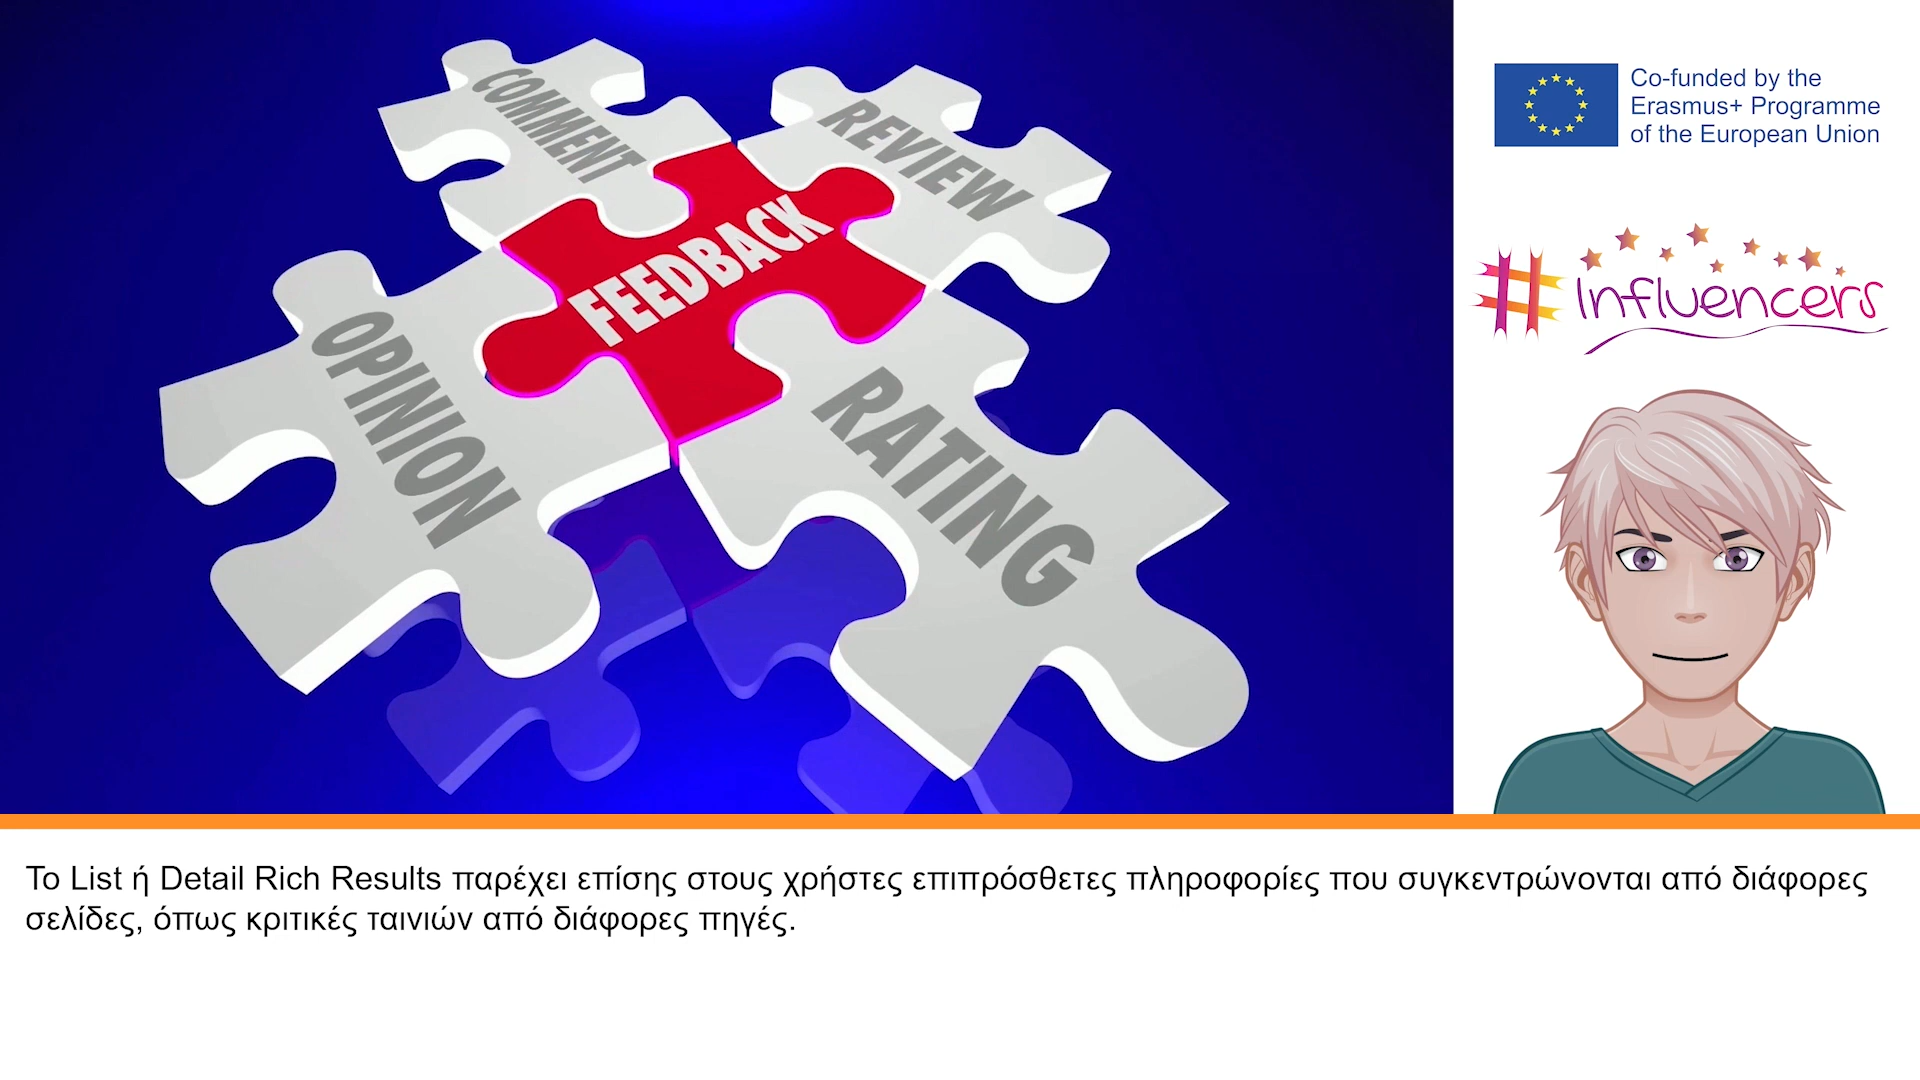 COMMENT
REVIEW
FEEDBACK
OPINION
RATING
Co-funded by the
Erasmus+ Programme
of the European Union
#Influencers
Το List ή Detail Rich Results παρέχει επίσης στους χρήστες επιπρόσθετες πληροφορίες που συγκεντρώνονται από διάφορες
σελίδες, όπως κριτικές ταινιών από διάφορες πηγές.